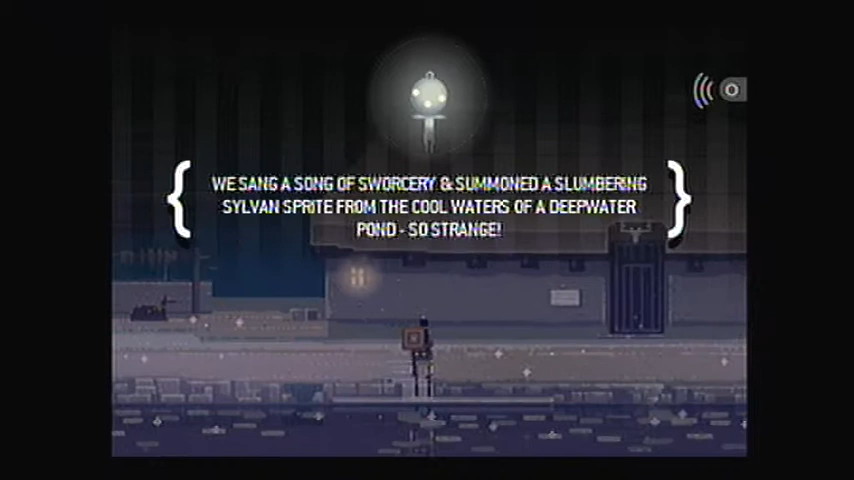 WE SANG A SONG OF SWORCERY & SUMMONED A SLUMBERING
SYLVAN SPRITE FROM THE COOL WATERS OF A DEEPWATER
POND - SO STRANGE!